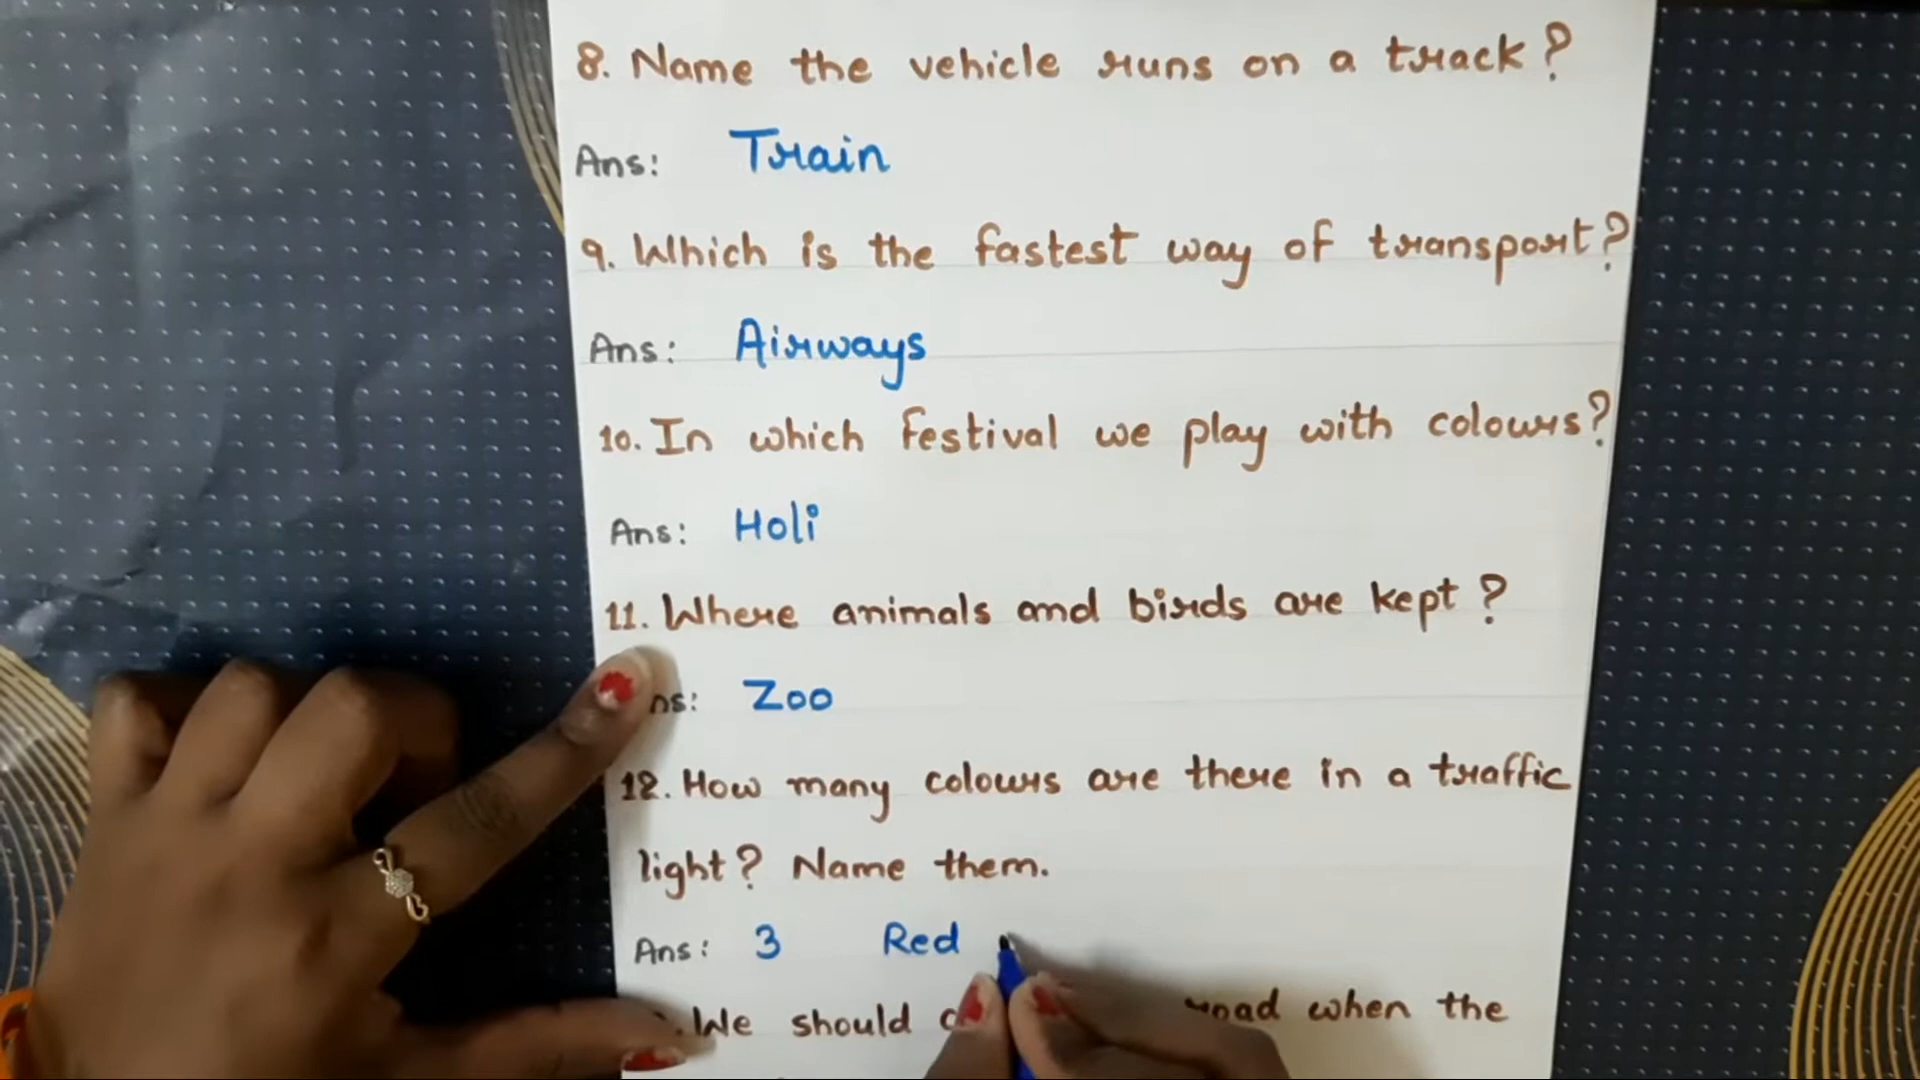 8. Name the vehicle runs on a track?
Ans: Train
9. Which is the fastest way of transport?
Ans: Airways
10. In which festival we play with colours?
Ans: Holi
11. Where animals and birds are kept?
ns: Zoo
12. How many colours are there in a traffic
light? Name them.
Ans: 3 Red
We should road when the